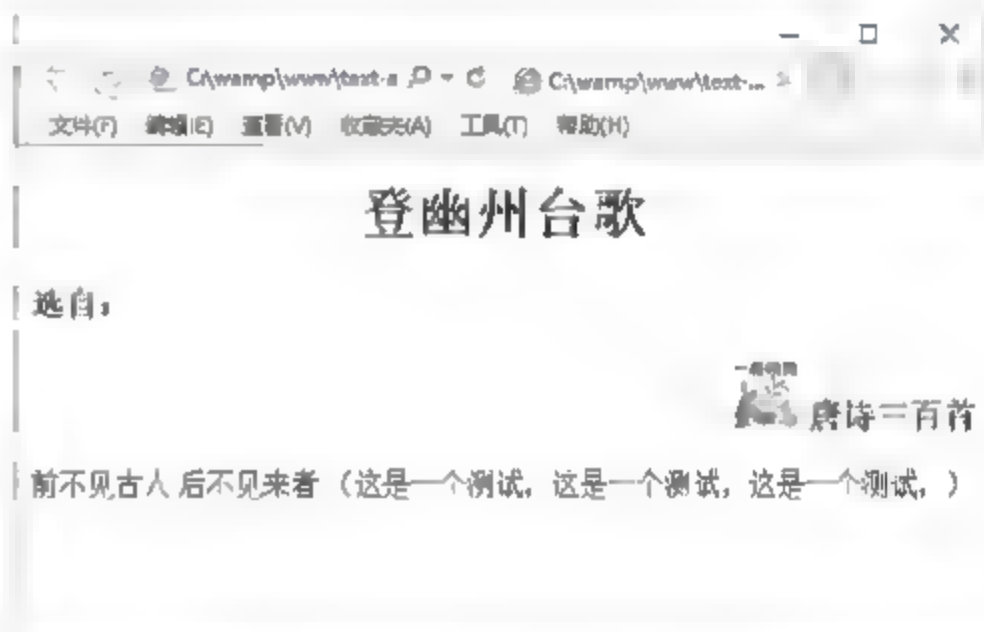 C:\wamp\www\text-a C:\wamp\www\text-...
文件(F) 编辑(E) 查看(V) 收藏夹(A) 工具(T) 帮助(H)
登幽州台歌
选自：
唐诗三百首
前不见古人 后不见来者（这是一个测试，这是一个测试，这是一个测试，）